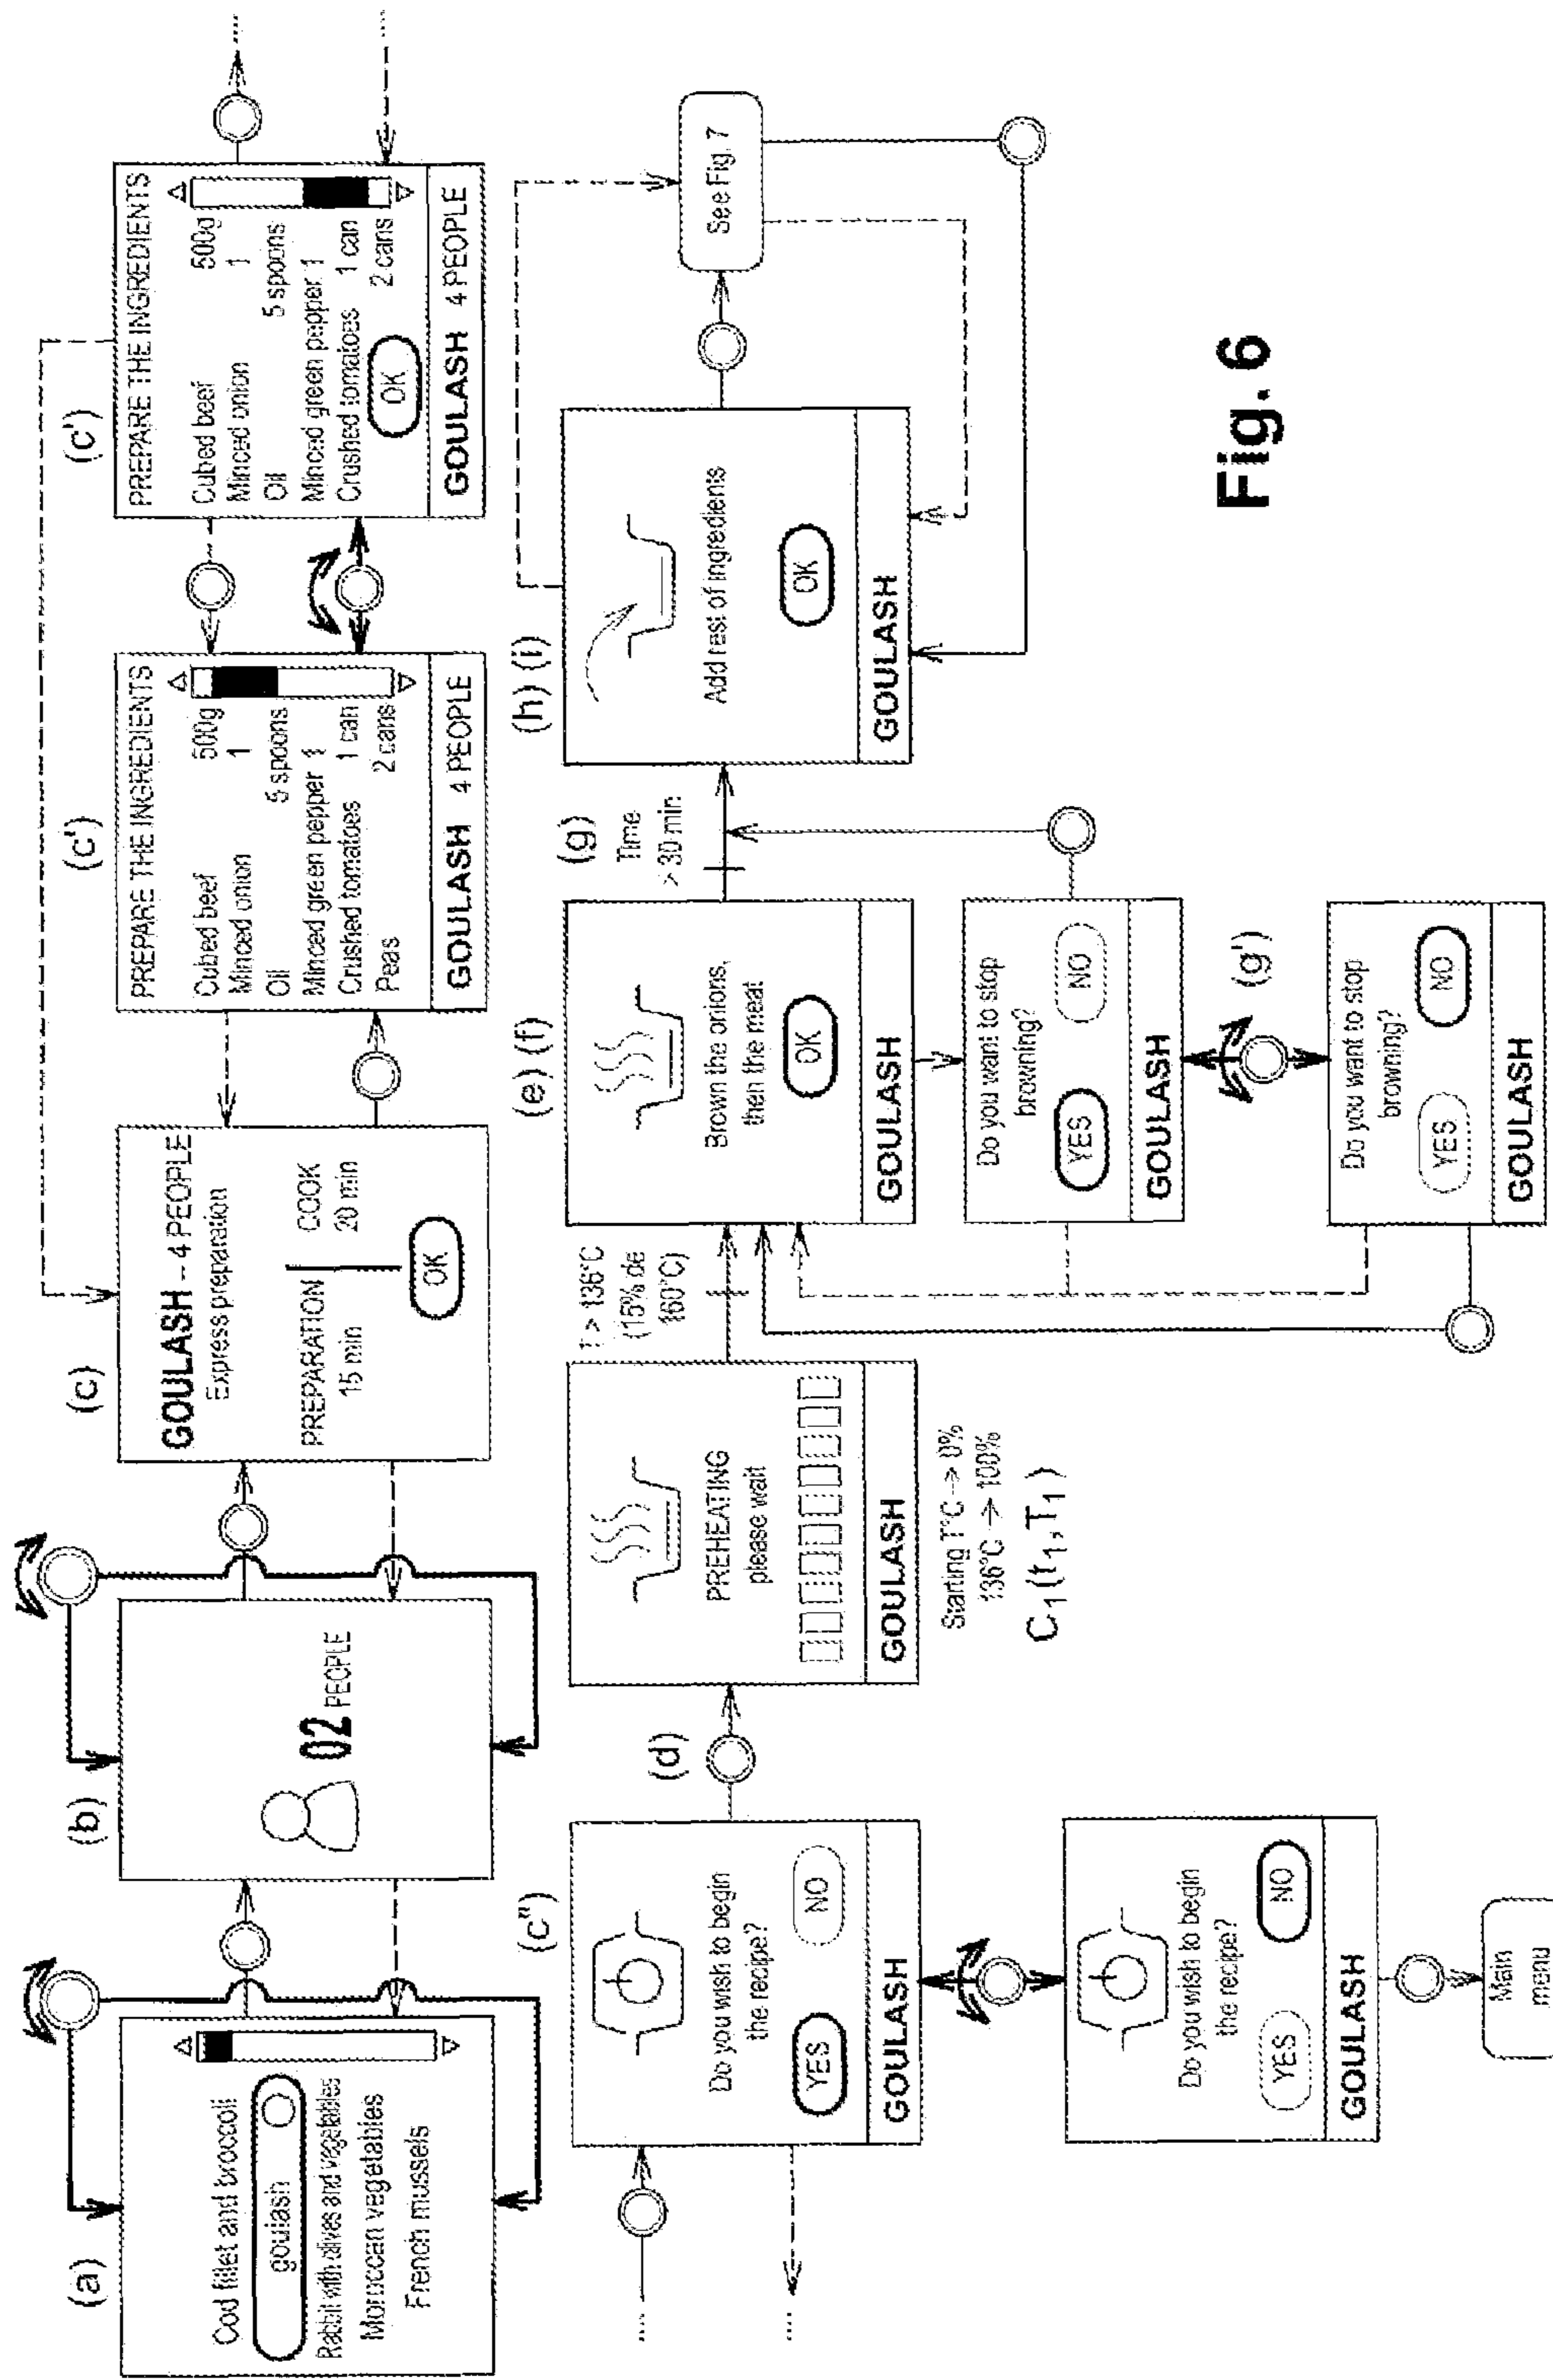 (a)
Cod fillet and broccoli
goulash
Rabbit with olives and vegetables
Moroccan vegetables
French mussels
(b)
02 PEOPLE
(c)
GOULASH – 4 PEOPLE
Express preparation
PREPARATION
15 min
COOK
20 min
OK
(c')
PREPARE THE INGREDIENTS
Cubed beef 500g
Minced onion 1
Oil 5 spoons
Minced green pepper 1
Crushed tomatoes 1 can
Peas 2 cans
GOULASH 4 PEOPLE
(c')
PREPARE THE INGREDIENTS
Cubed beef 500g
Minced onion 1
Oil 5 spoons
Minced green pepper 1
Crushed tomatoes 1 can
2 cans
OK
GOULASH 4 PEOPLE
....
....
(c")
Do you wish to begin
the recipe?
YES NO
GOULASH
Do you wish to begin
the recipe?
YES NO
GOULASH
Main
menu
(d)
PREHEATING
please wait
GOULASH
Starting T°C -> 0%
136°C -> 100%
C1(t1,T1)
T > 136°C
(15% de
160°C)
(e) (f)
Brown the onions,
then the meat
OK
GOULASH
Do you want to stop
browning?
YES NO
GOULASH
(g')
Do you want to stop
browning?
YES NO
GOULASH
(g)
Time
> 30 min
(h) (i)
Add rest of ingredients
OK
GOULASH
See Fig. 7
Fig. 6